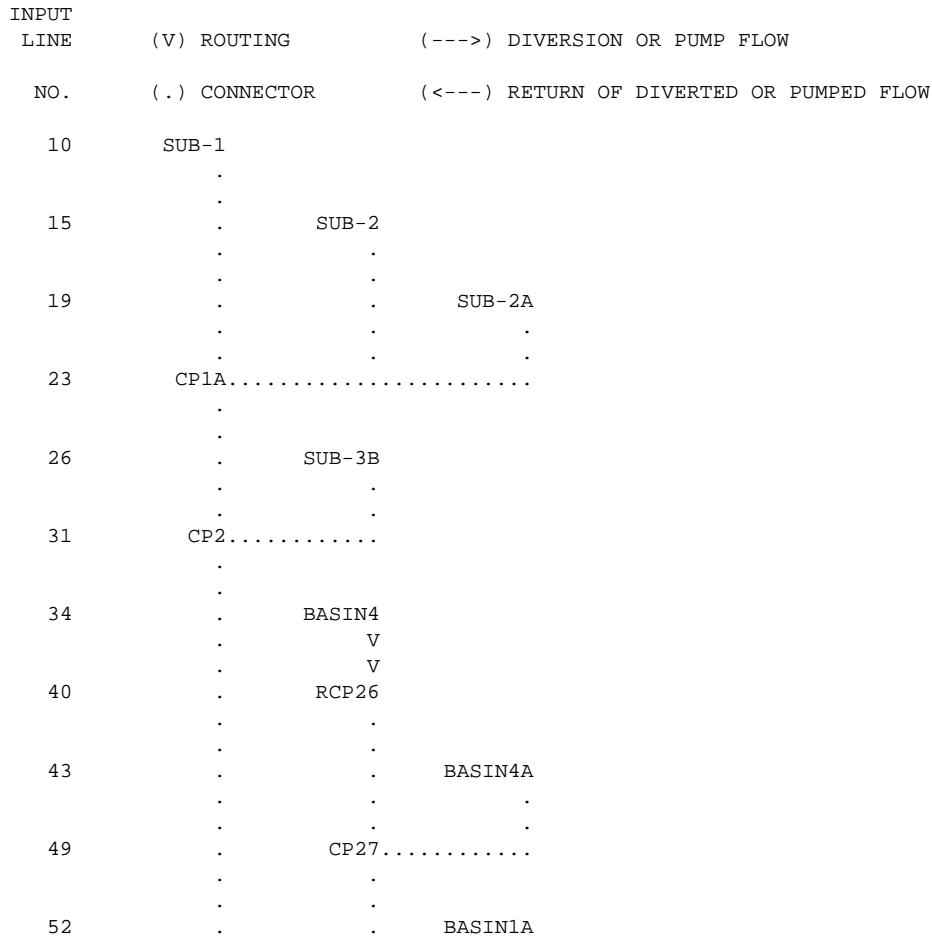 INPUT
LINE (V) ROUTING (--->) DIVERSION OR PUMP FLOW
NO. (.) CONNECTOR (<---) RETURN OF DIVERTED OR PUMPED FLOW
10 SUB-1
.
.
15 . SUB-2
. .
. .
19 . . SUB-2A
. . .
. . .
23 CP1A........................
.
.
26 . SUB-3B
. .
. .
31 CP2............
.
.
34 . BASIN4
. V
. V
40 . RCP26
. .
. .
43 . . BASIN4A
. . .
. . .
49 . CP27............
. .
. .
52 . . BASIN1A